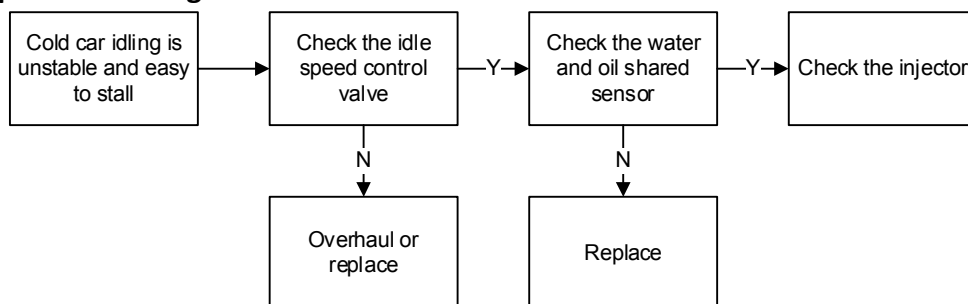 Cold car idling is
unstable and easy
to stall
Check the idle
speed control
valve
Y
Check the water
and oil shared
sensor
Y
Check the injector
N
N
Overhaul or
replace
Replace